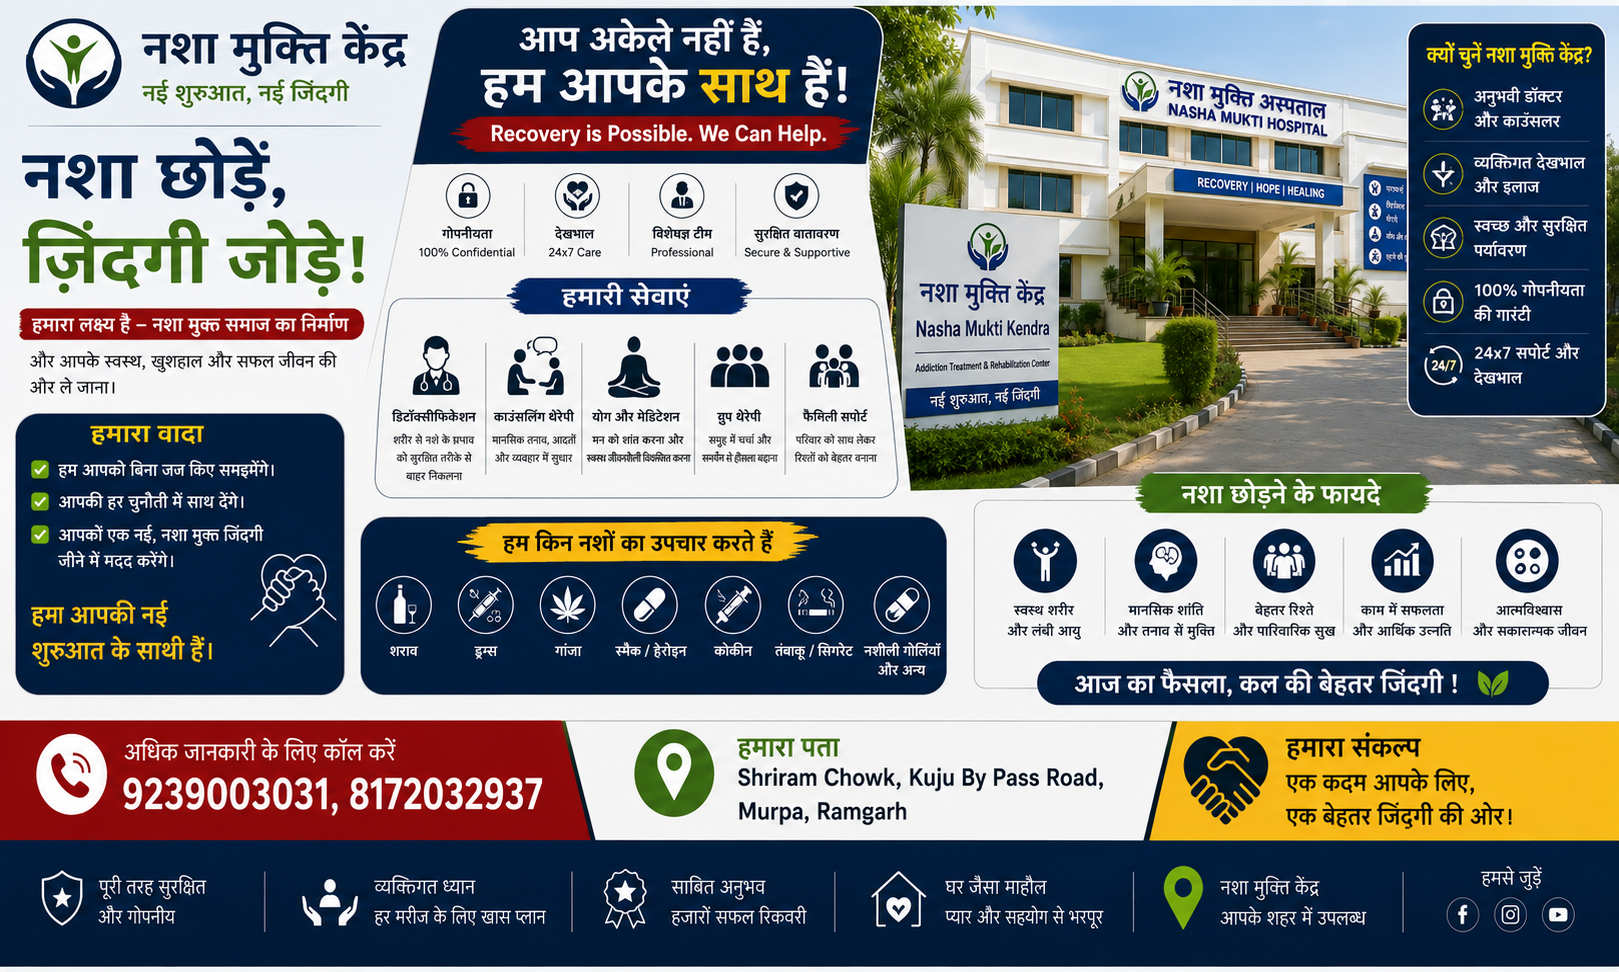 नशा मुक्ति केंद्र
नई शुरुआत, नई जिंदगी
नशा छोड़ें,
ज़िंदगी जोड़े!
हमारा लक्ष्य है – नशा मुक्त समाज का निर्माण
और आपके स्वस्थ, खुशहाल और सफल जीवन की
ओर ले जाना।
हमारा वादा
हम आपको बिना जज किए समझमेंगे।
आपकी हर चुनौती में साथ देंगे।
आपकों एक नई, नशा मुक्त जिंदगी
जीने में मदद करेंगे।
हमा आपकी नई
शुरुआत के साथी हैं।
आप अकेले नहीं हैं,
हम आपके साथ हैं!
Recovery is Possible. We Can Help.
गोपनीयता
100% Confidential
देखभाल
24x7 Care
विशेषज्ञ टीम
Professional
सुरक्षित वातावरण
Secure & Supportive
हमारी सेवाएं
डिटॉक्सीफिकेशन
शरीर से नशे के प्रभाव
को सुरक्षित तरीके से
बाहर निकलना
काउंसलिंग थेरेपी
मानसिक तनाव, आदतों
और व्यवहार में सुधार
योग और मेडिटेशन
मन को शांत करना और
स्वस्थ जीवनशैली विकसित करना
ग्रुप थेरेपी
समूह में चर्चा और
समर्थन से हौसला बढ़ाना
फैमिली सपोर्ट
परिवार को साथ लेकर
रिश्तों को बेहतर बनाना
हम किन नशों का उपचार करते हैं
शराब
ड्रग्स
गांजा
स्मैक / हेरोइन
कोकीन
तंबाकू / सिगरेट
नशीली गोलियाँ
और अन्य
नशा मुक्ति अस्पताल
NASHA MUKTI HOSPITAL
RECOVERY | HOPE | HEALING
नशा मुक्ति केंद्र
Nasha Mukti Kendra
Addiction Treatment & Rehabilitation Center
नई शुरुआत, नई जिंदगी
क्यों चुनें नशा मुक्ति केंद्र?
अनुभवी डॉक्टर
और काउंसलर
व्यक्तिगत देखभाल
और इलाज
स्वच्छ और सुरक्षित
पर्यावरण
100% गोपनीयता
की गारंटी
24/7
24x7 सपोर्ट और
देखभाल
नशा छोड़ने के फायदे
स्वस्थ शरीर
और लंबी आयु
मानसिक शांति
और तनाव से मुक्ति
बेहतर रिश्ते
और पारिवारिक सुख
काम में सफलता
और आर्थिक उन्नति
आत्मविश्वास
और जीवन
आज का फैसला, कल की बेहतर जिंदगी !
अधिक जानकारी के लिए कॉल करें
9239003031, 8172032937
हमारा पता
Shriram Chowk, Kuju By Pass Road,
Murpa, Ramgarh
हमारा संकल्प
एक कदम आपके लिए,
एक बेहतर जिंदगी की ओर!
पूरी तरह सुरक्षित
और गोपनीय
व्यक्तिगत ध्यान
हर मरीज के लिए खास प्लान
साबित अनुभव
हजारों सफल रिकवरी
घर जैसा माहौल
प्यार और सहयोग से भरपूर
नशा मुक्ति केंद्र
आपके शहर में उपलब्ध
हमसे जुड़ें